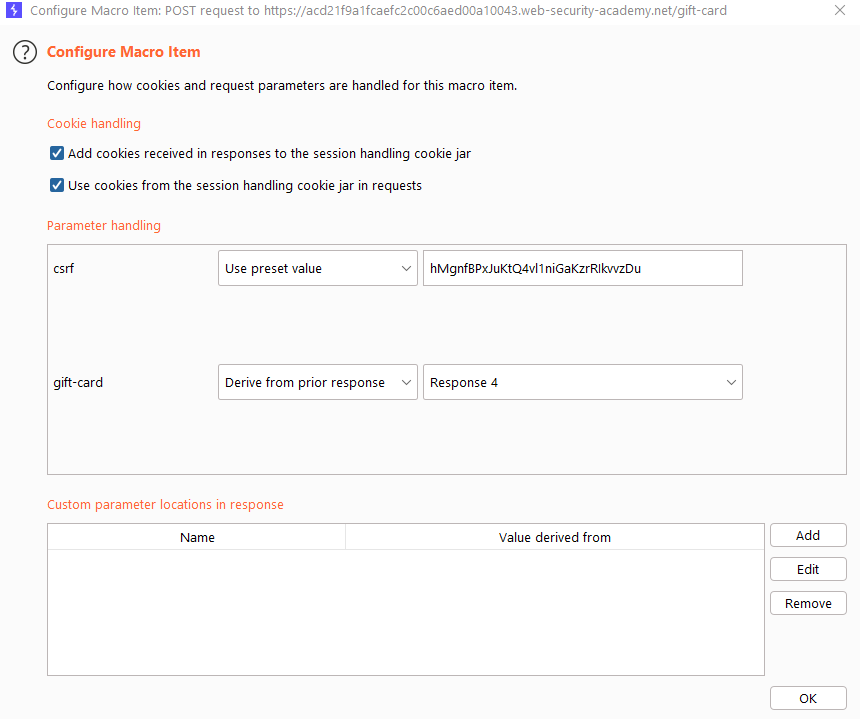 Configure Macro Item: POST request to https://acd21f9a1fcaefc2c00c6aed00a10043.web-security-academy.net/gift-card
? Configure Macro Item
Configure how cookies and request parameters are handled for this macro item.
Cookie handling
Add cookies received in responses to the session handling cookie jar
Use cookies from the session handling cookie jar in requests
Parameter handling
csrf Use preset value hMgnfBPxJuKtQ4vl1niGaKzrRIkvvzDu
gift-card Derive from prior response Response 4
Custom parameter locations in response
Name Value derived from
Add
Edit
Remove
OK